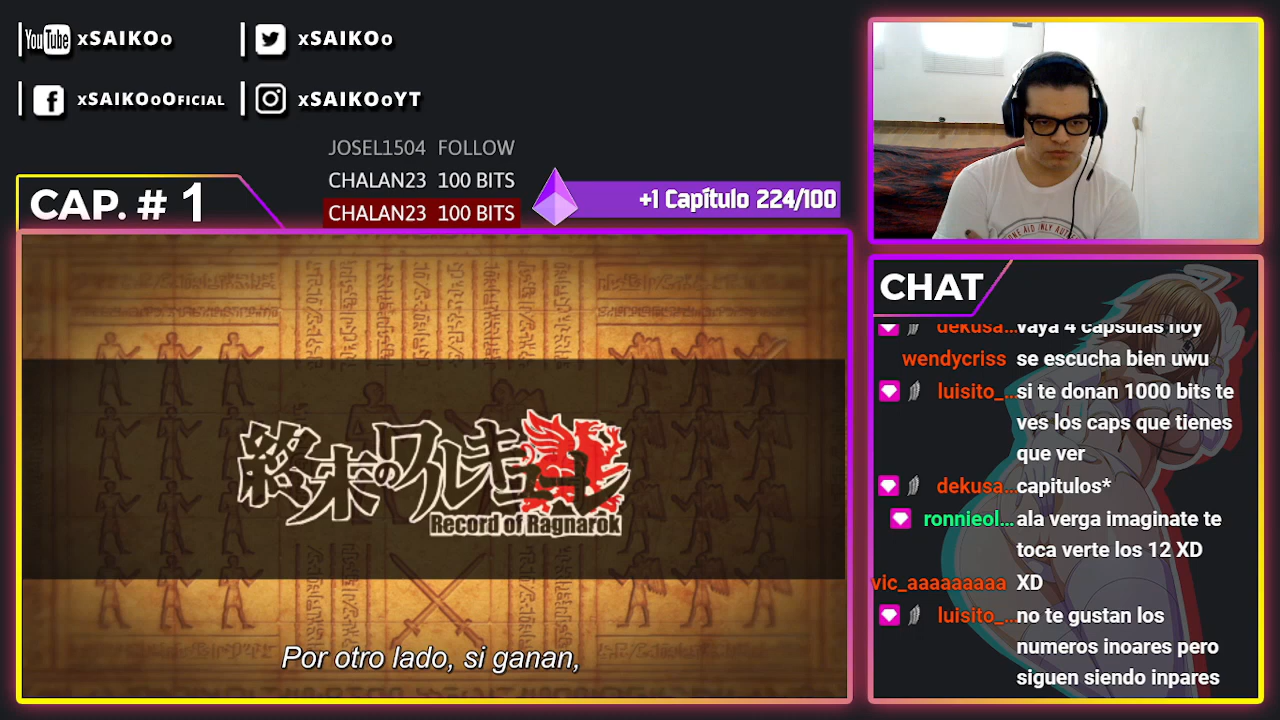 YouTube xSAIKOo
xSAIKOo
xSAIKOoOficial
xSAIKOoYT
JOSEL1504 FOLLOW
CHALAN23 100 BITS
CHALAN23 100 BITS
+1 Capítulo 224/100
CAP. # 1
終末のワルキューレ
Record of Ragnarok
Por otro lado, si ganan,
CHAT
dekusa... vaya 4 capsulas hoy
wendycriss se escucha bien uwu
luisito_... si te donan 1000 bits te
ves los caps que tienes
que ver
dekusa... capitulos*
ronnieol... ala verga imaginate te
toca verte los 12 XD
vic_aaaaaaaaa XD
luisito_... no te gustan los
numeros inoares pero
siguen siendo inpares